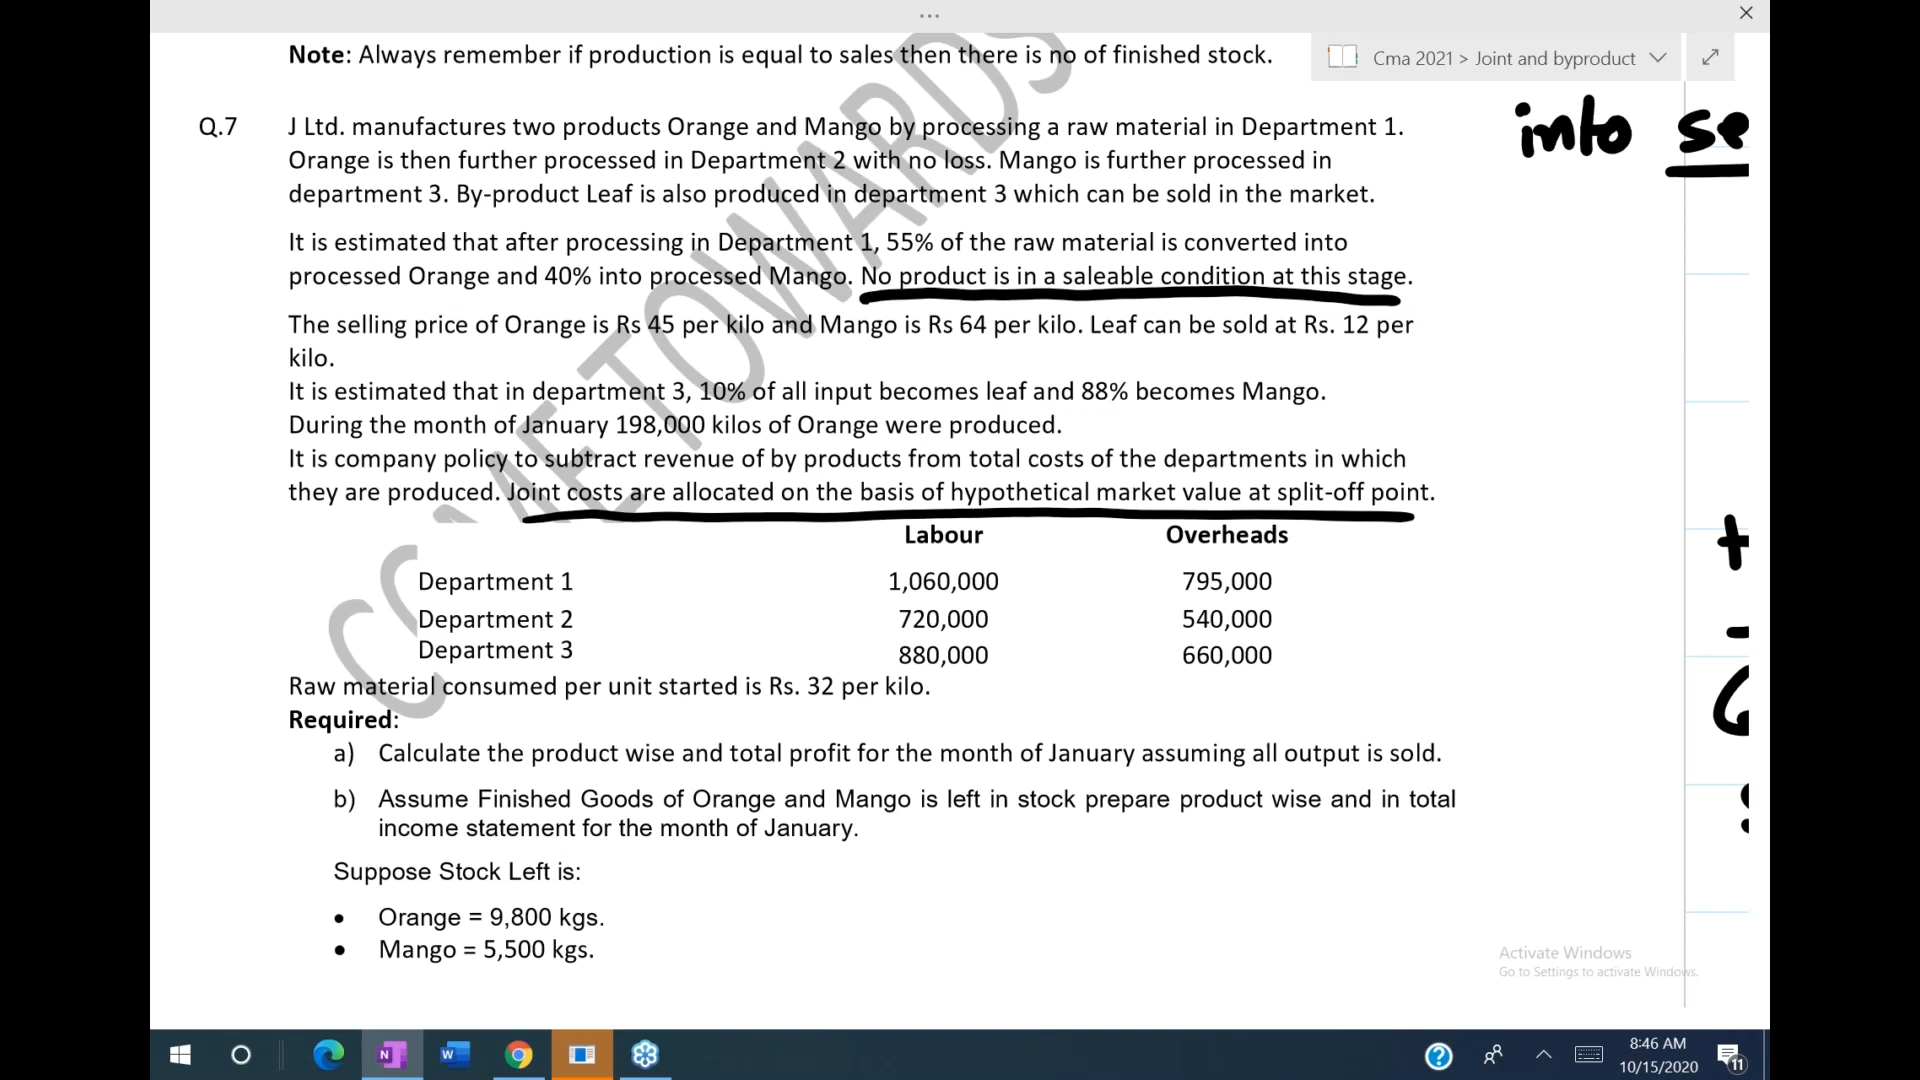 Note: Always remember if production is equal to sales then there is no of finished stock.
Cma 2021 > Joint and byproduct
Q.7 J Ltd. manufactures two products Orange and Mango by processing a raw material in Department 1.
Orange is then further processed in Department 2 with no loss. Mango is further processed in
department 3. By-product Leaf is also produced in department 3 which can be sold in the market.
into se
It is estimated that after processing in Department 1, 55% of the raw material is converted into
processed Orange and 40% into processed Mango. No product is in a saleable condition at this stage.
The selling price of Orange is Rs 45 per kilo and Mango is Rs 64 per kilo. Leaf can be sold at Rs. 12 per
kilo.
It is estimated that in department 3, 10% of all input becomes leaf and 88% becomes Mango.
During the month of January 198,000 kilos of Orange were produced.
It is company policy to subtract revenue of by products from total costs of the departments in which
they are produced. Joint costs are allocated on the basis of hypothetical market value at split-off point.
Labour Overheads
Department 1 1,060,000 795,000
Department 2 720,000 540,000
Department 3 880,000 660,000
Raw material consumed per unit started is Rs. 32 per kilo.
Required:
a) Calculate the product wise and total profit for the month of January assuming all output is sold.
b) Assume Finished Goods of Orange and Mango is left in stock prepare product wise and in total
income statement for the month of January.
Suppose Stock Left is:
• Orange = 9,800 kgs.
• Mango = 5,500 kgs.
COME TOWARDS
Activate Windows
Go to Settings to activate Windows.
8:46 AM
10/15/2020
11